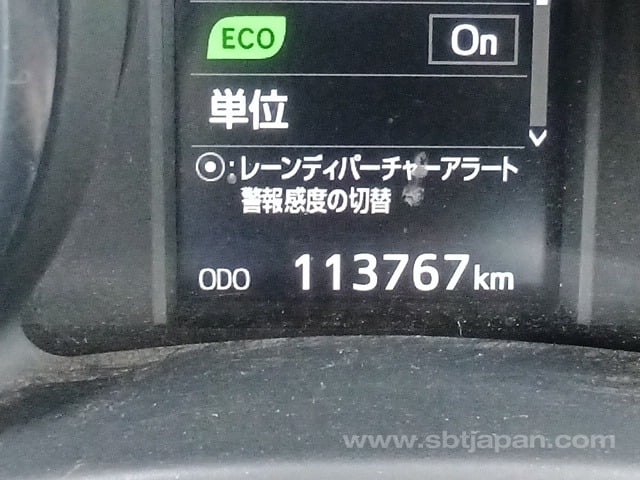 ECO On
単位
⦿:レーンディパーチャーアラート
警報感度の切替
ODO 113767km
www.sbtjapan.com